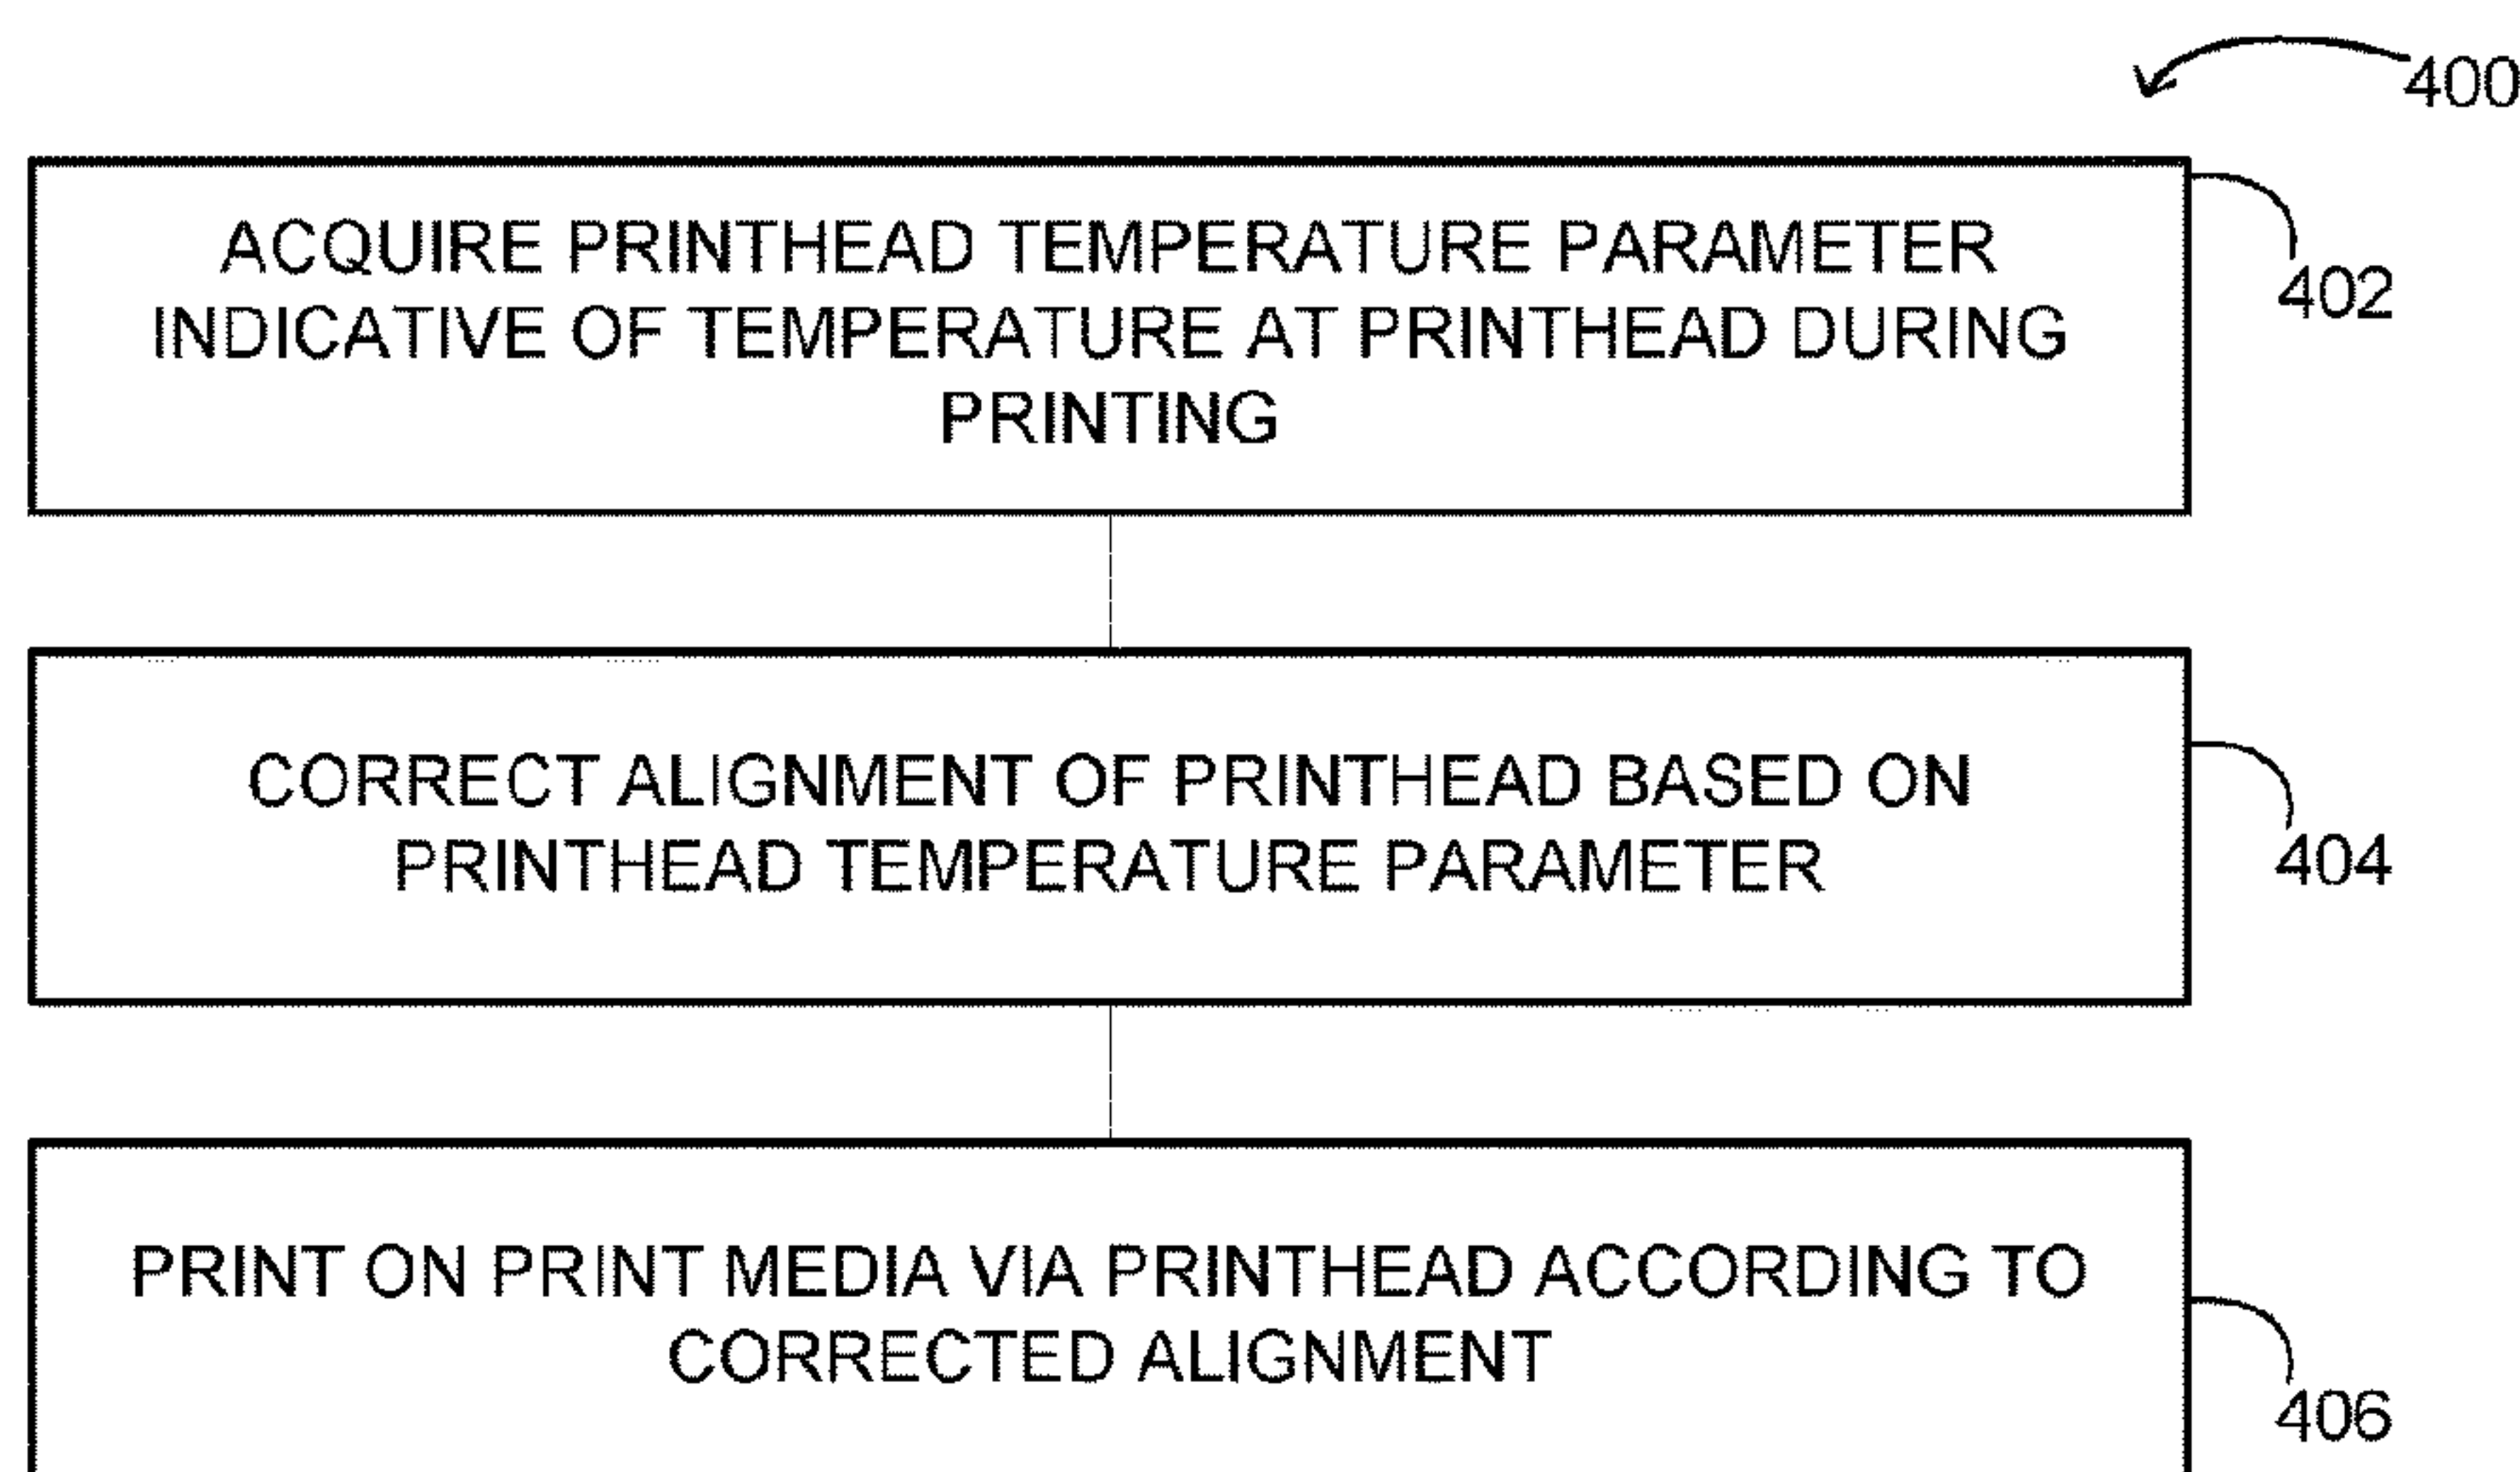 400
ACQUIRE PRINTHEAD TEMPERATURE PARAMETER
INDICATIVE OF TEMPERATURE AT PRINTHEAD DURING
PRINTING
402
CORRECT ALIGNMENT OF PRINTHEAD BASED ON
PRINTHEAD TEMPERATURE PARAMETER
404
PRINT ON PRINT MEDIA VIA PRINTHEAD ACCORDING TO
CORRECTED ALIGNMENT
406